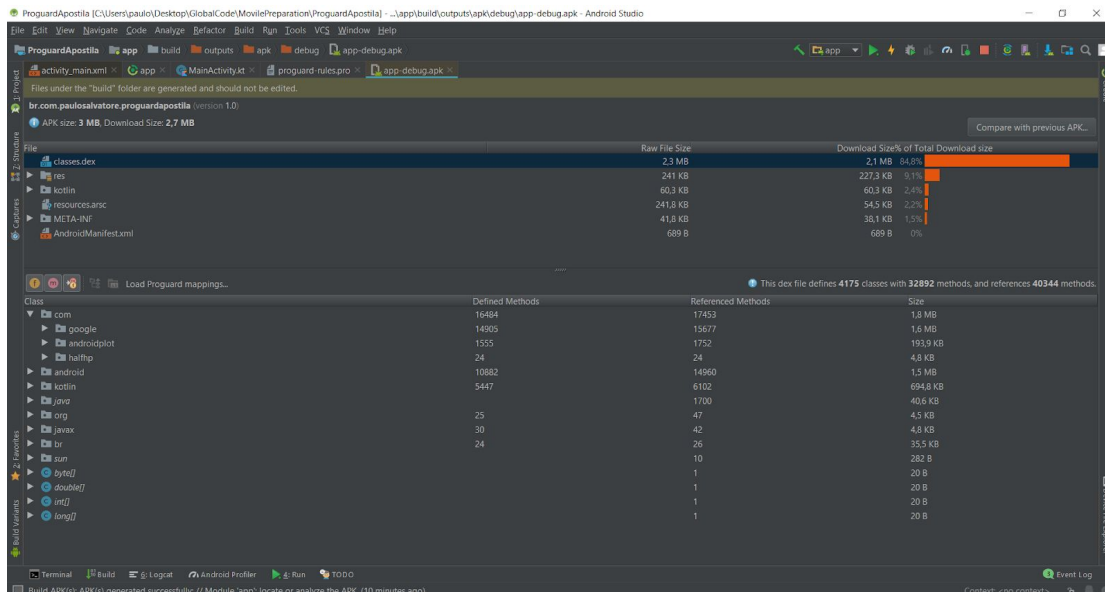 ProguardApostila [C:\Users\paulo\Desktop\GlobalCode\MovilePreparation\ProguardApostila] - ...\app\build\outputs\apk\debug\app-debug.apk - Android Studio
File Edit View Navigate Code Analyze Refactor Build Run Tools VCS Window Help
ProguardApostila app build outputs apk debug app-debug.apk app
activity_main.xml app MainActivity.kt proguard-rules.pro app-debug.apk
Files under the "build" folder are generated and should not be edited.
br.com.paulosalvatore.proguardapostila (version 1.0)
APK size: 3 MB, Download Size: 2,7 MB
Compare with previous APK...
File Raw File Size Download Size % of Total Download size
classes.dex 2,3 MB 2,1 MB 84,8%
res 241 KB 227,3 KB 9,1%
kotlin 60,3 KB 60,3 KB 2,4%
resources.arsc 241,8 KB 54,5 KB 2,2%
META-INF 41,8 KB 38,1 KB 1,5%
AndroidManifest.xml 689 B 689 B 0%
Load Proguard mappings... This dex file defines 4175 classes with 32892 methods, and references 40344 methods.
Class Defined Methods Referenced Methods Size
com 16484 17453 1,8 MB
google 14905 15677 1,6 MB
androidplot 1555 1752 193,9 KB
halfhp 24 24 4,8 KB
android 10882 14960 1,5 MB
kotlin 5447 6102 694,8 KB
java 1700 40,6 KB
org 25 47 4,5 KB
javax 30 42 4,8 KB
br 24 26 35,5 KB
sun 10 282 B
byte[] 1 20 B
double[] 1 20 B
int[] 1 20 B
long[] 1 20 B
1: Project
Z: Structure
Captures
2: Favorites
Build Variants
Terminal Build 6: Logcat Android Profiler 4: Run TODO Event Log
Build APK(s): APK(s) generated successfully: // Module 'app': locate or analyze the APK. (10 minutes ago) Context: <no context>